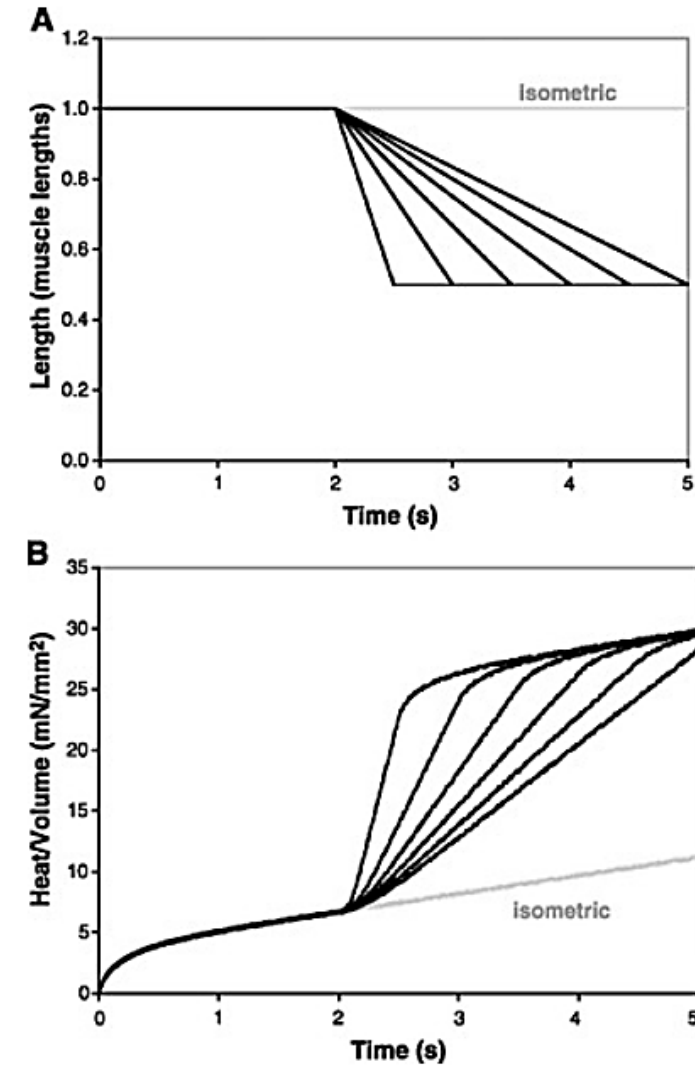 A
1.2
1.0
0.8
0.6
0.4
0.2
0.0
isometric
Length (muscle lengths)
0 1 2 3 4 5
Time (s)
B
35
30
25
20
15
10
5
0
isometric
Heat/Volume (mN/mm²)
0 1 2 3 4 5
Time (s)